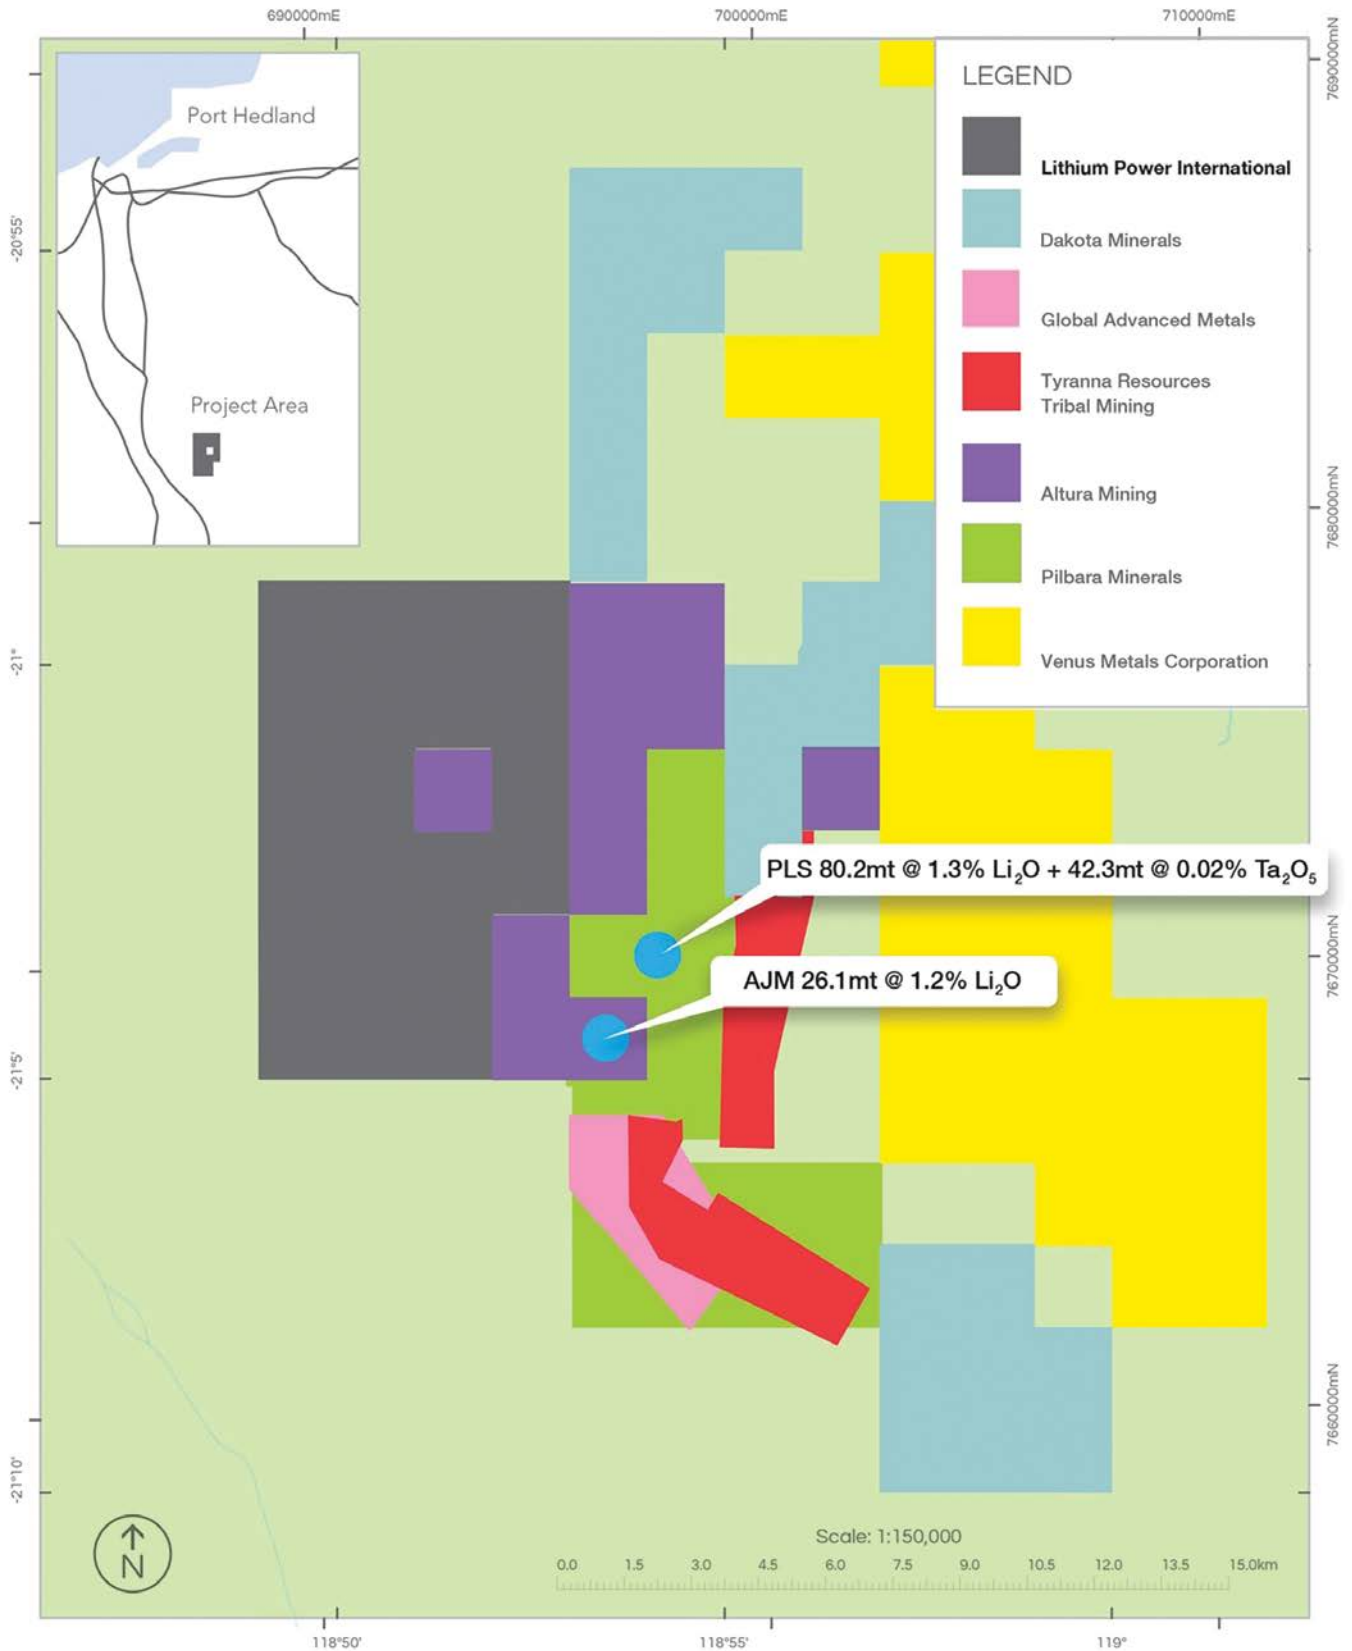 690000mE
700000mE
710000mE
7690000mN
7680000mN
7670000mN
7660000mN
-20°55'
-21°
-21°5'
-21°10'
Port Hedland
Project Area
LEGEND
Lithium Power International
Dakota Minerals
Global Advanced Metals
Tyranna Resources
Tribal Mining
Altura Mining
Pilbara Minerals
Venus Metals Corporation
PLS 80.2mt @ 1.3% Li₂O + 42.3mt @ 0.02% Ta₂O₅
AJM 26.1mt @ 1.2% Li₂O
N
Scale: 1:150,000
0.0 1.5 3.0 4.5 6.0 7.5 9.0 10.5 12.0 13.5 15.0km
118°50'
118°55'
119°